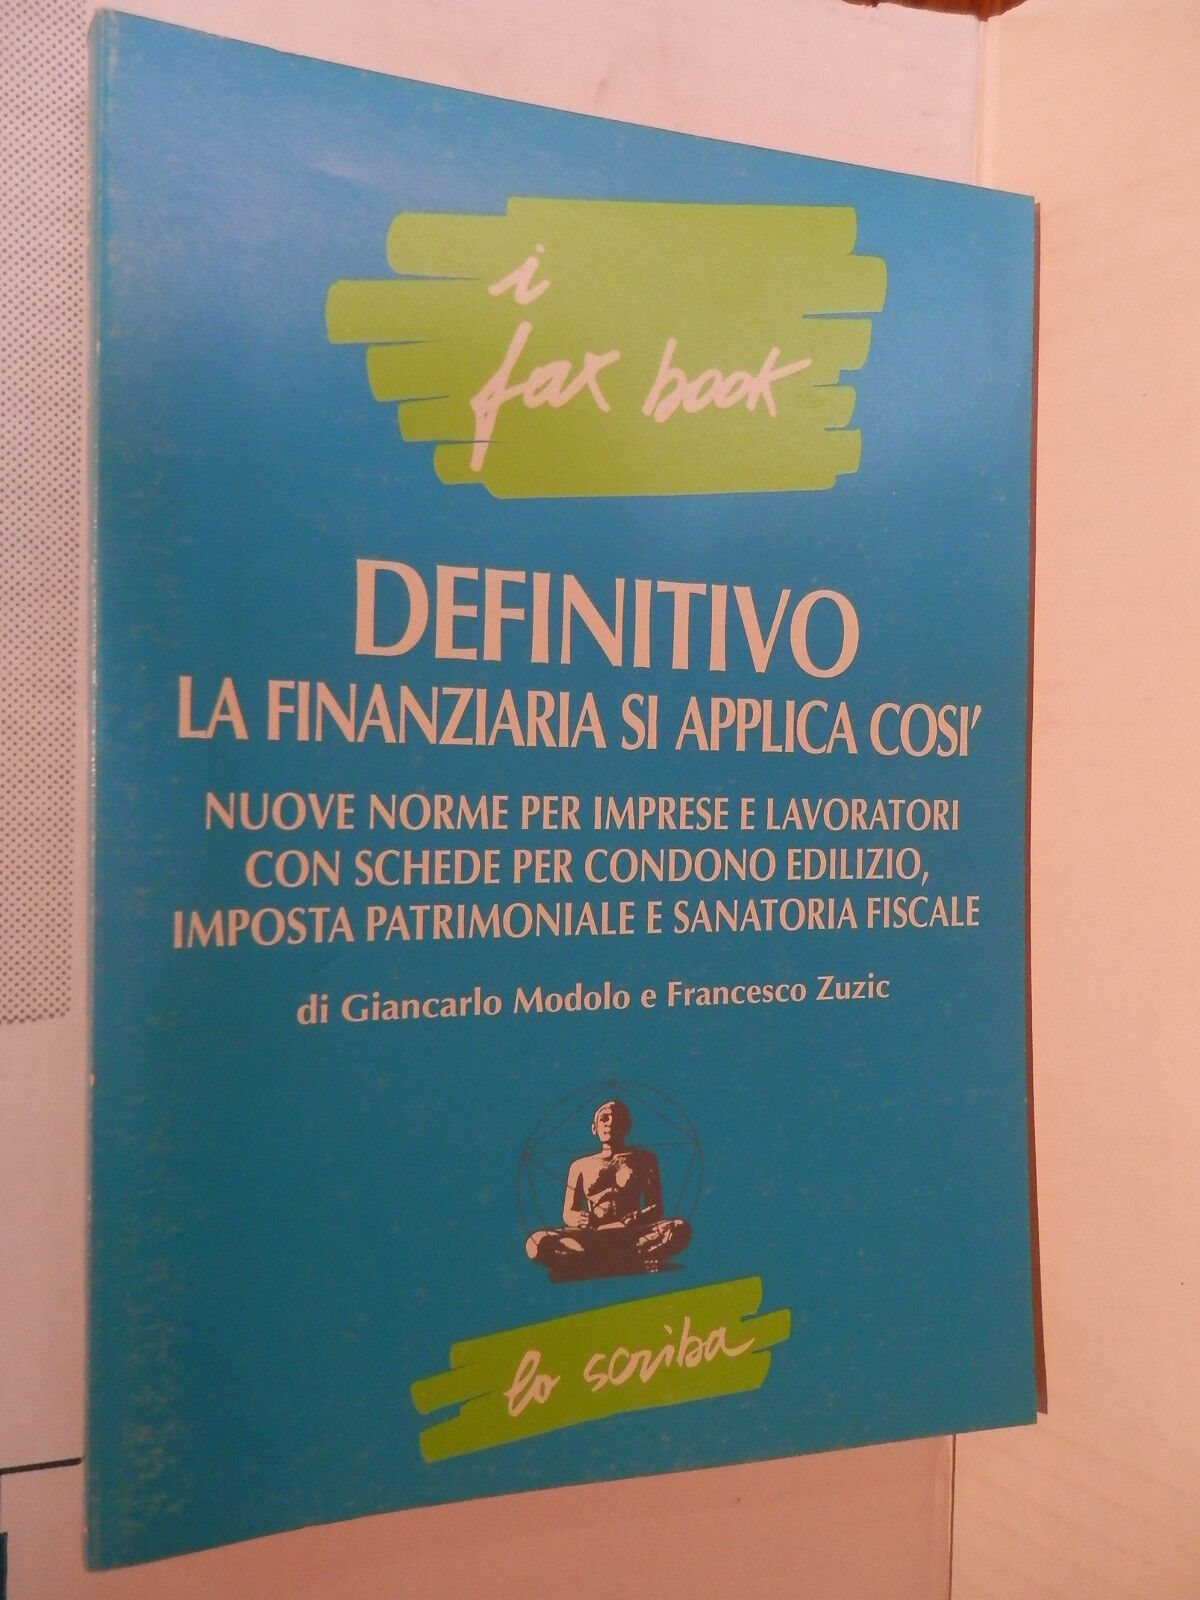 i
fax book
DEFINITIVO
LA FINANZIARIA SI APPLICA COSI'
NUOVE NORME PER IMPRESE E LAVORATORI
CON SCHEDE PER CONDONO EDILIZIO,
IMPOSTA PATRIMONIALE E SANATORIA FISCALE
di Giancarlo Modolo e Francesco Zuzic
lo scriba